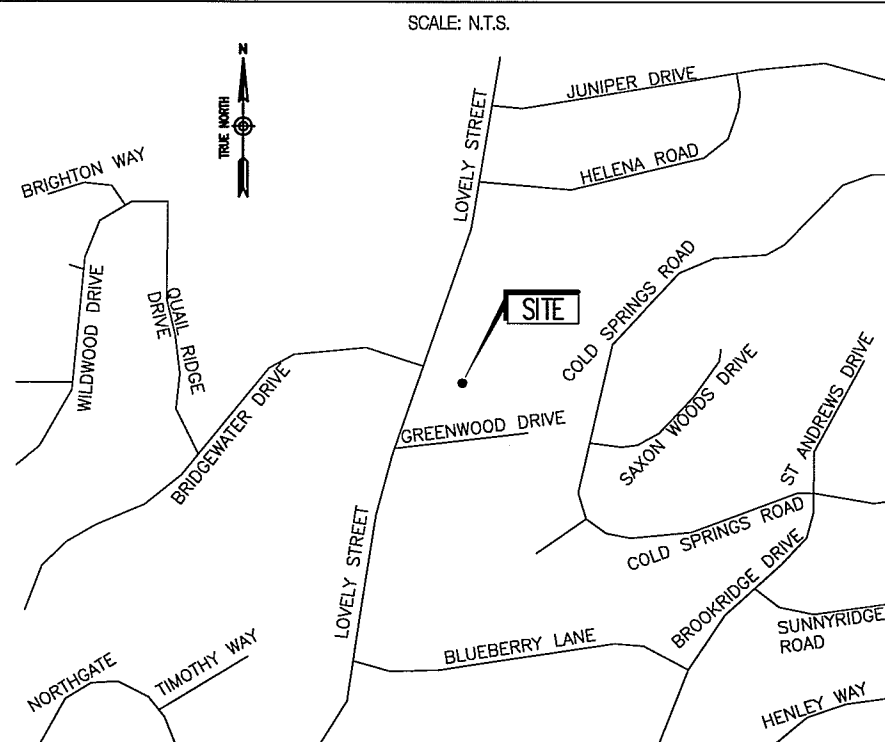 SCALE: N.T.S.
N
TRUE NORTH
JUNIPER DRIVE
LOVELY STREET
HELENA ROAD
BRIGHTON WAY
WILDWOOD DRIVE
QUAIL RIDGE
DRIVE
SITE
COLD SPRINGS ROAD
BRIDGEWATER DRIVE
GREENWOOD DRIVE
SAXON WOODS DRIVE
ST ANDREWS DRIVE
LOVELY STREET
COLD SPRINGS ROAD
BROOKRIDGE DRIVE
BLUEBERRY LANE
SUNNYRIDGE
ROAD
NORTHGATE
TIMOTHY WAY
HENLEY WAY